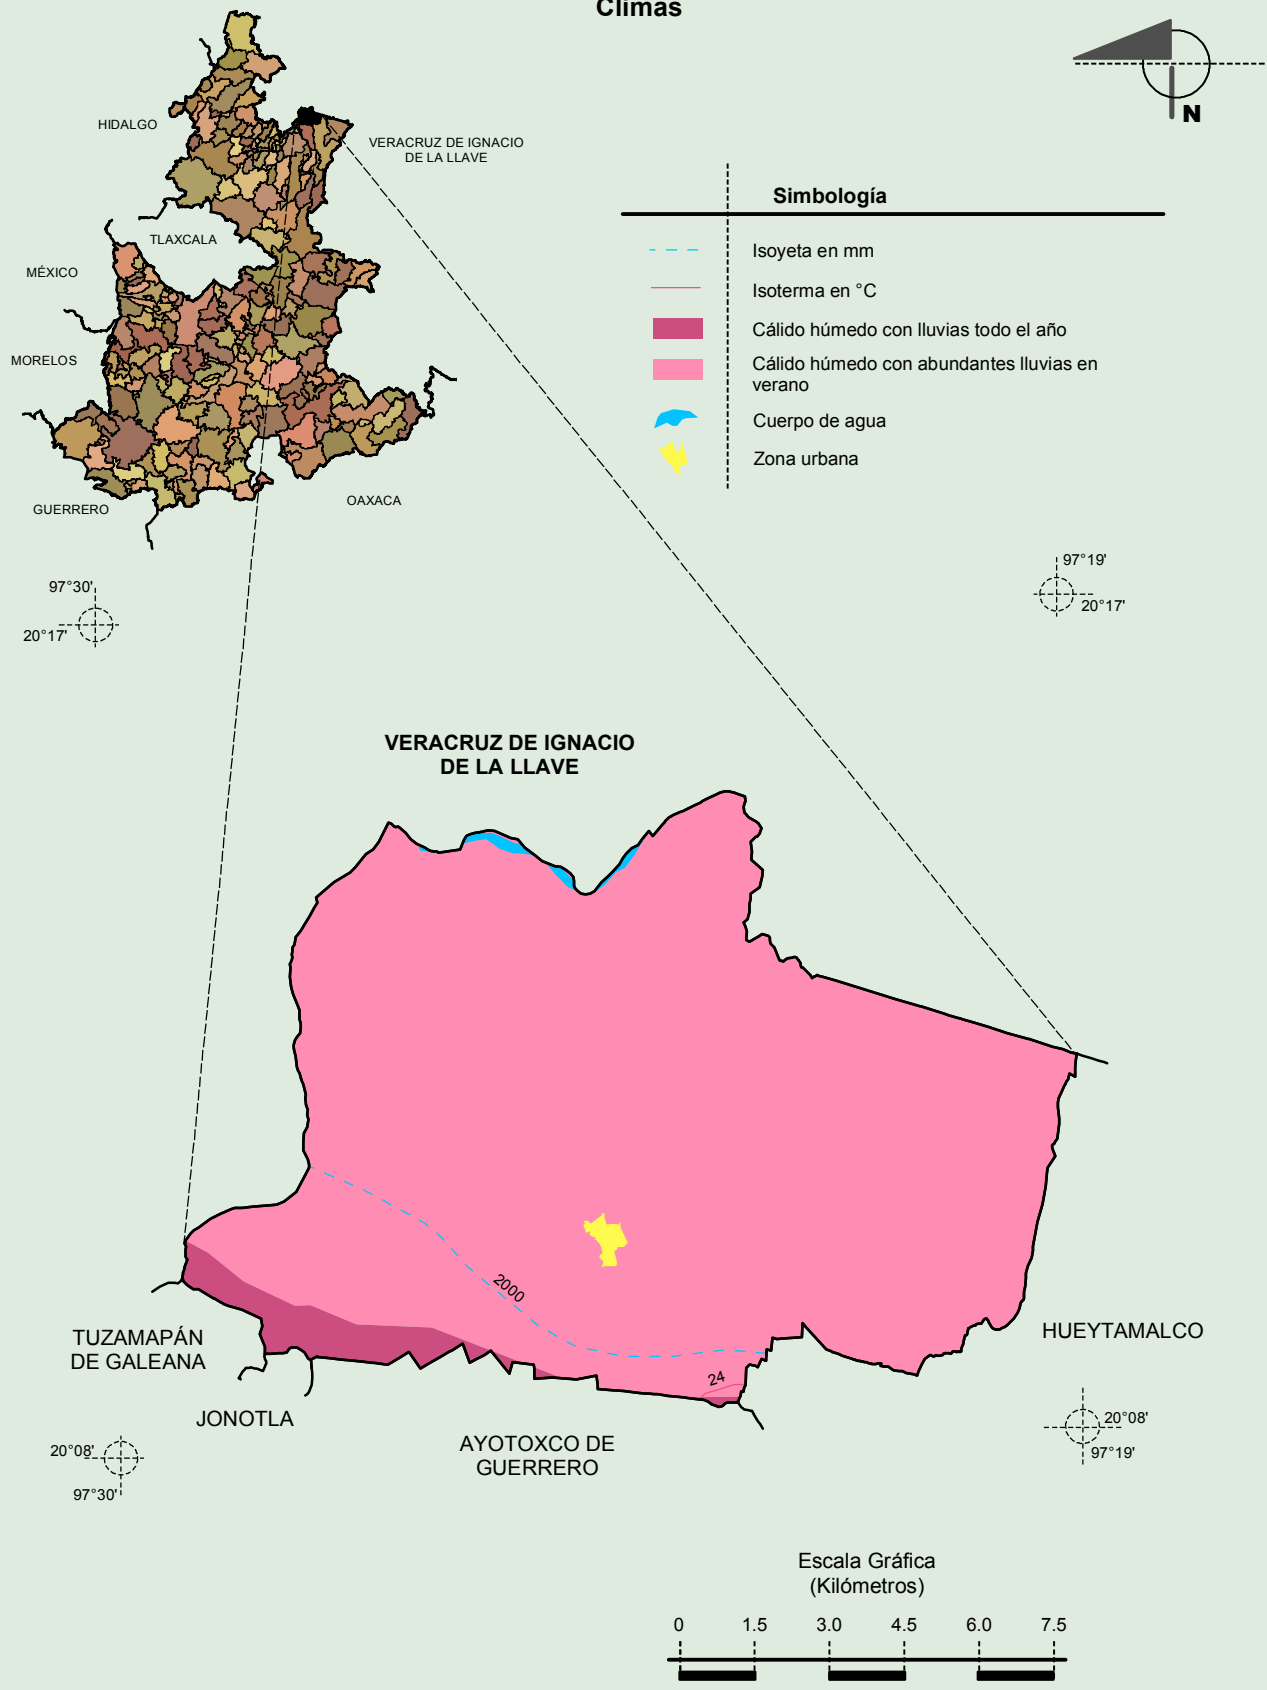 Climas
N
HIDALGO
VERACRUZ DE IGNACIO
DE LA LLAVE
TLAXCALA
MÉXICO
MORELOS
GUERRERO
OAXACA
Simbología
Isoyeta en mm
Isoterma en °C
Cálido húmedo con lluvias todo el año
Cálido húmedo con abundantes lluvias en
verano
Cuerpo de agua
Zona urbana
97°30'
20°17'
97°19'
20°17'
VERACRUZ DE IGNACIO
DE LA LLAVE
2000
24
TUZAMAPÁN
DE GALEANA
JONOTLA
AYOTOXCO DE
GUERRERO
HUEYTAMALCO
20°08'
97°30'
20°08'
97°19'
Escala Gráfica
(Kilómetros)
0 1.5 3.0 4.5 6.0 7.5